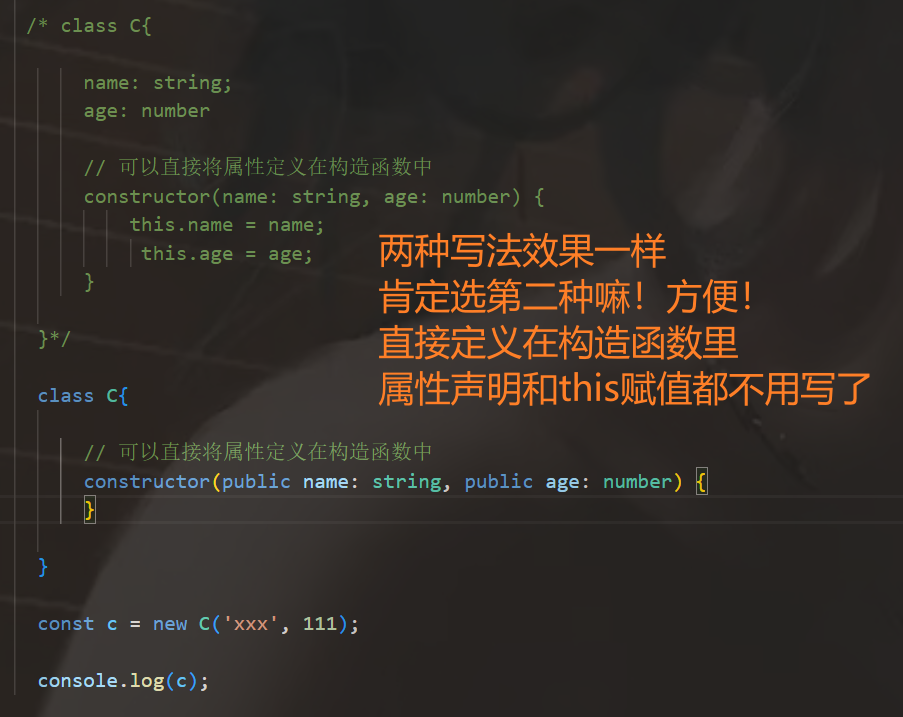 /* class C{
name: string;
age: number
// 可以直接将属性定义在构造函数中
constructor(name: string, age: number) {
this.name = name;
this.age = age;
}
}*/
两种写法效果一样
肯定选第二种嘛！方便！
直接定义在构造函数里
属性声明和this赋值都不用写了
class C{
// 可以直接将属性定义在构造函数中
constructor(public name: string, public age: number) {
}
}
const c = new C('xxx', 111);
console.log(c);